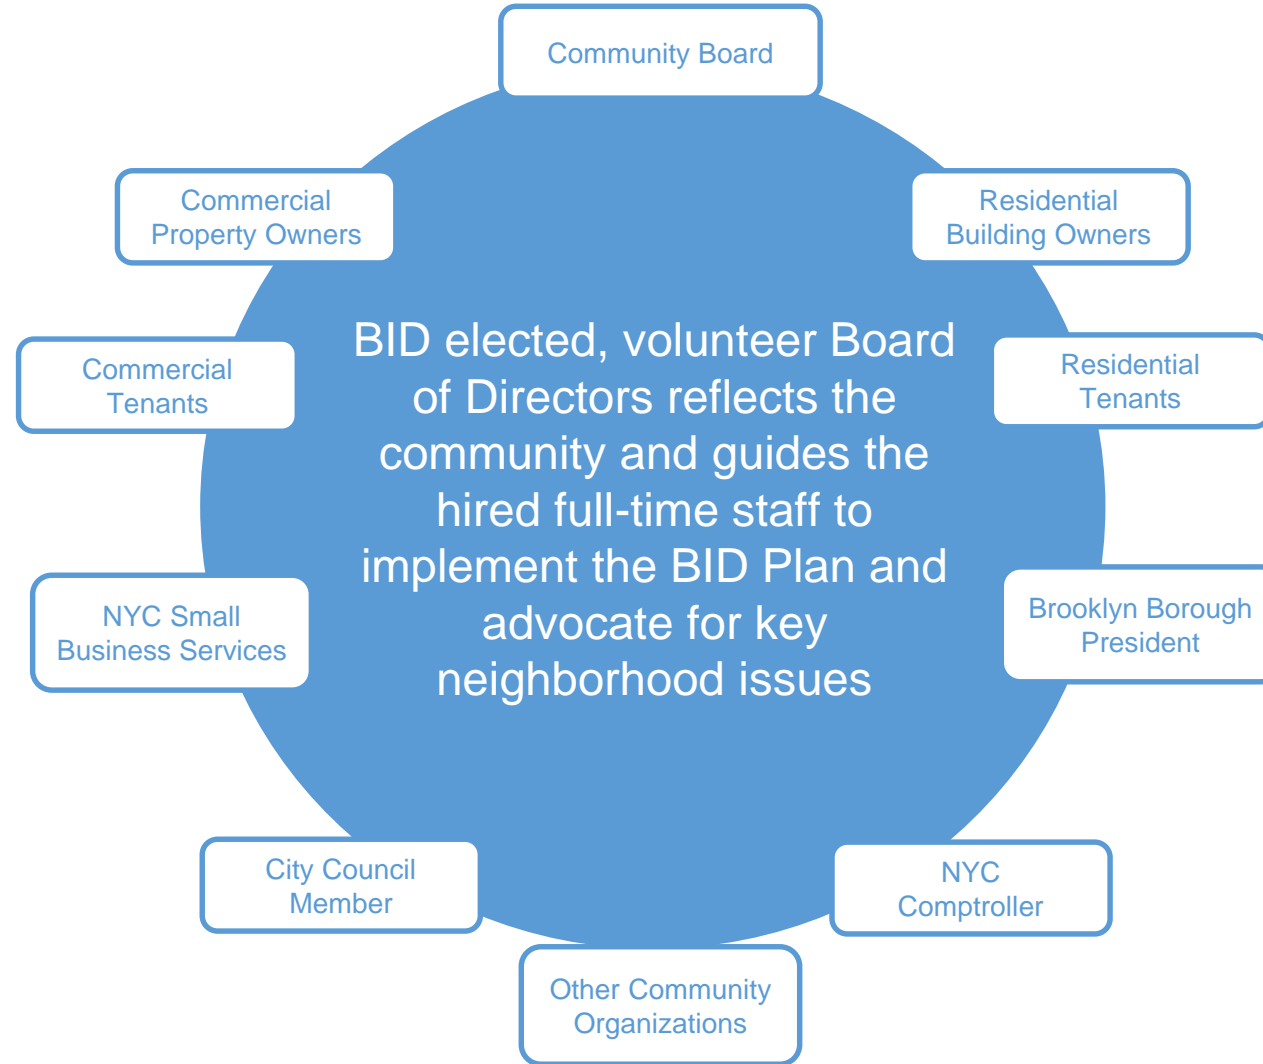 Community Board
Commercial
Property Owners
Residential
Building Owners
Commercial
Tenants
Residential
Tenants
BID elected, volunteer Board
of Directors reflects the
community and guides the
hired full-time staff to
implement the BID Plan and
advocate for key
neighborhood issues
NYC Small
Business Services
Brooklyn Borough
President
City Council
Member
NYC
Comptroller
Other Community
Organizations